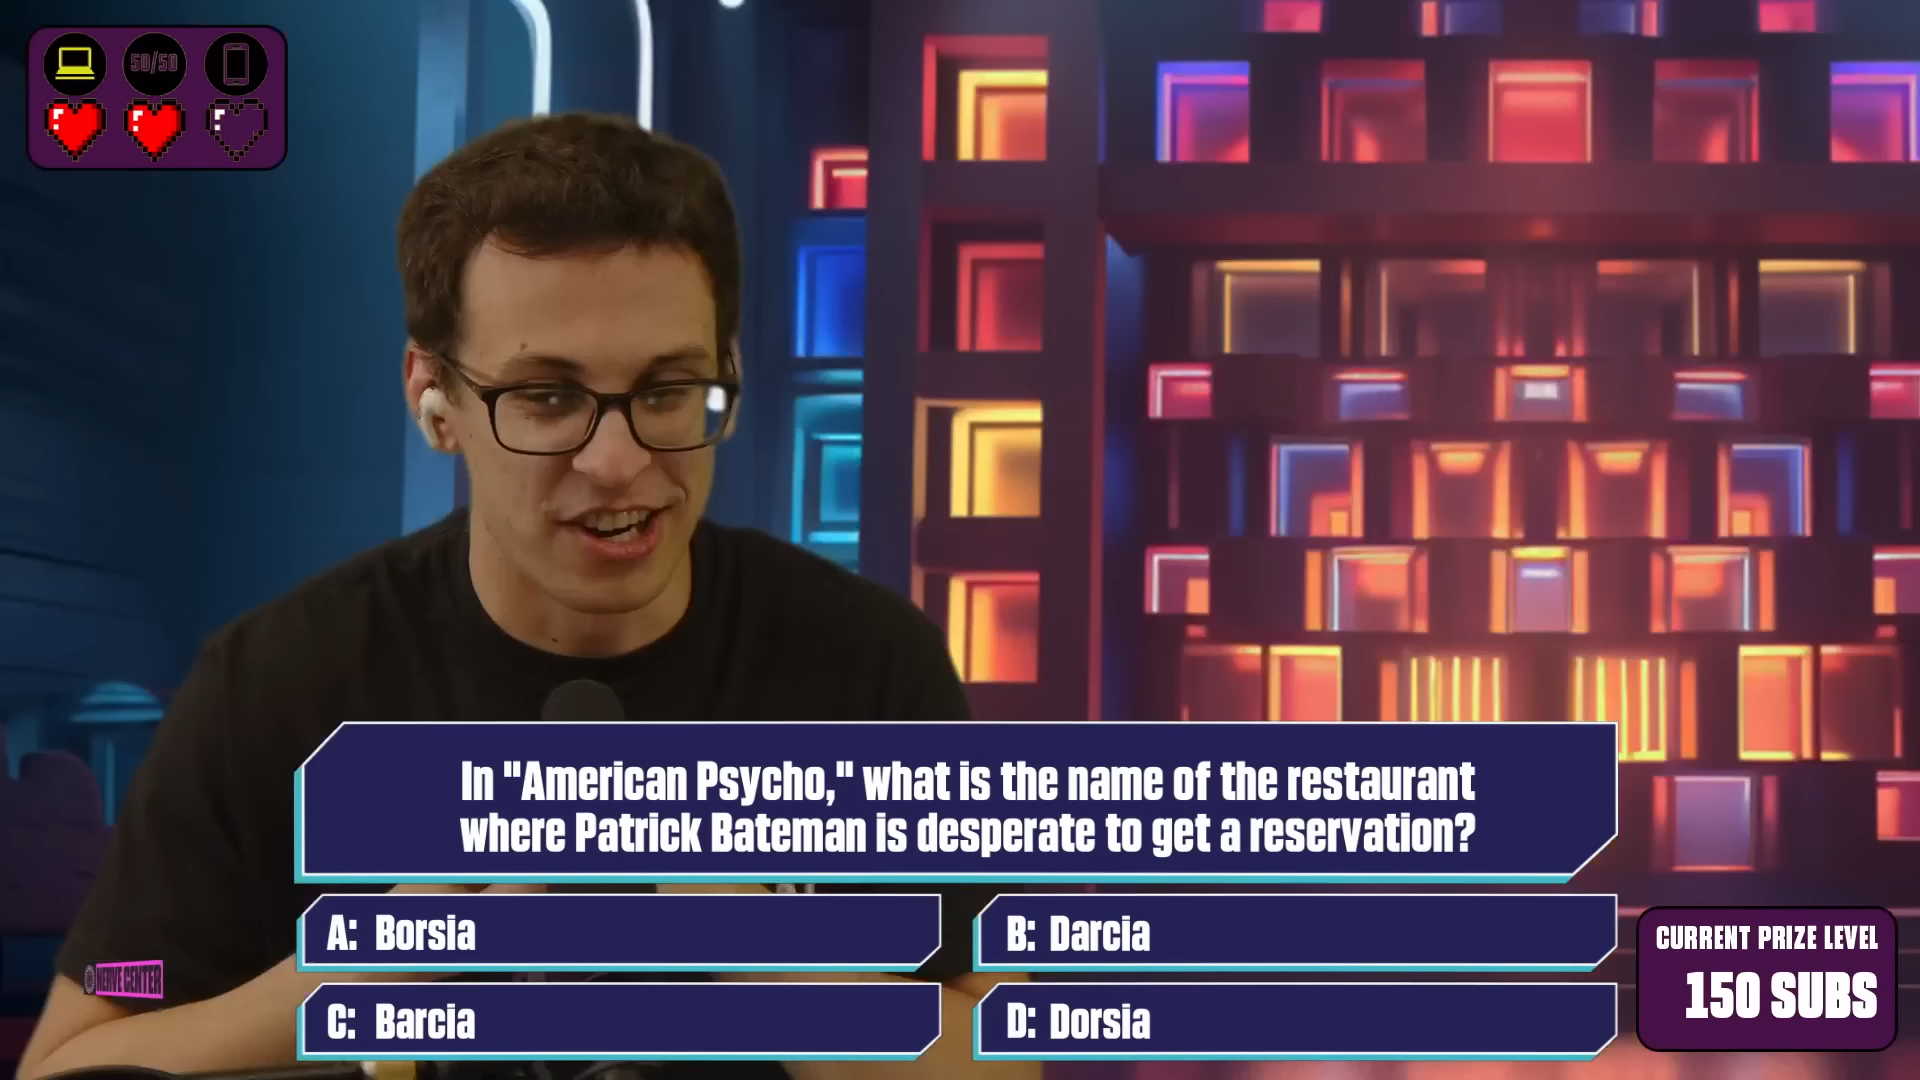 50/50
In "American Psycho," what is the name of the restaurant
where Patrick Bateman is desperate to get a reservation?
A: Borsia
B: Darcia
C: Barcia
D: Dorsia
NERVE CENTER
CURRENT PRIZE LEVEL
150 SUBS